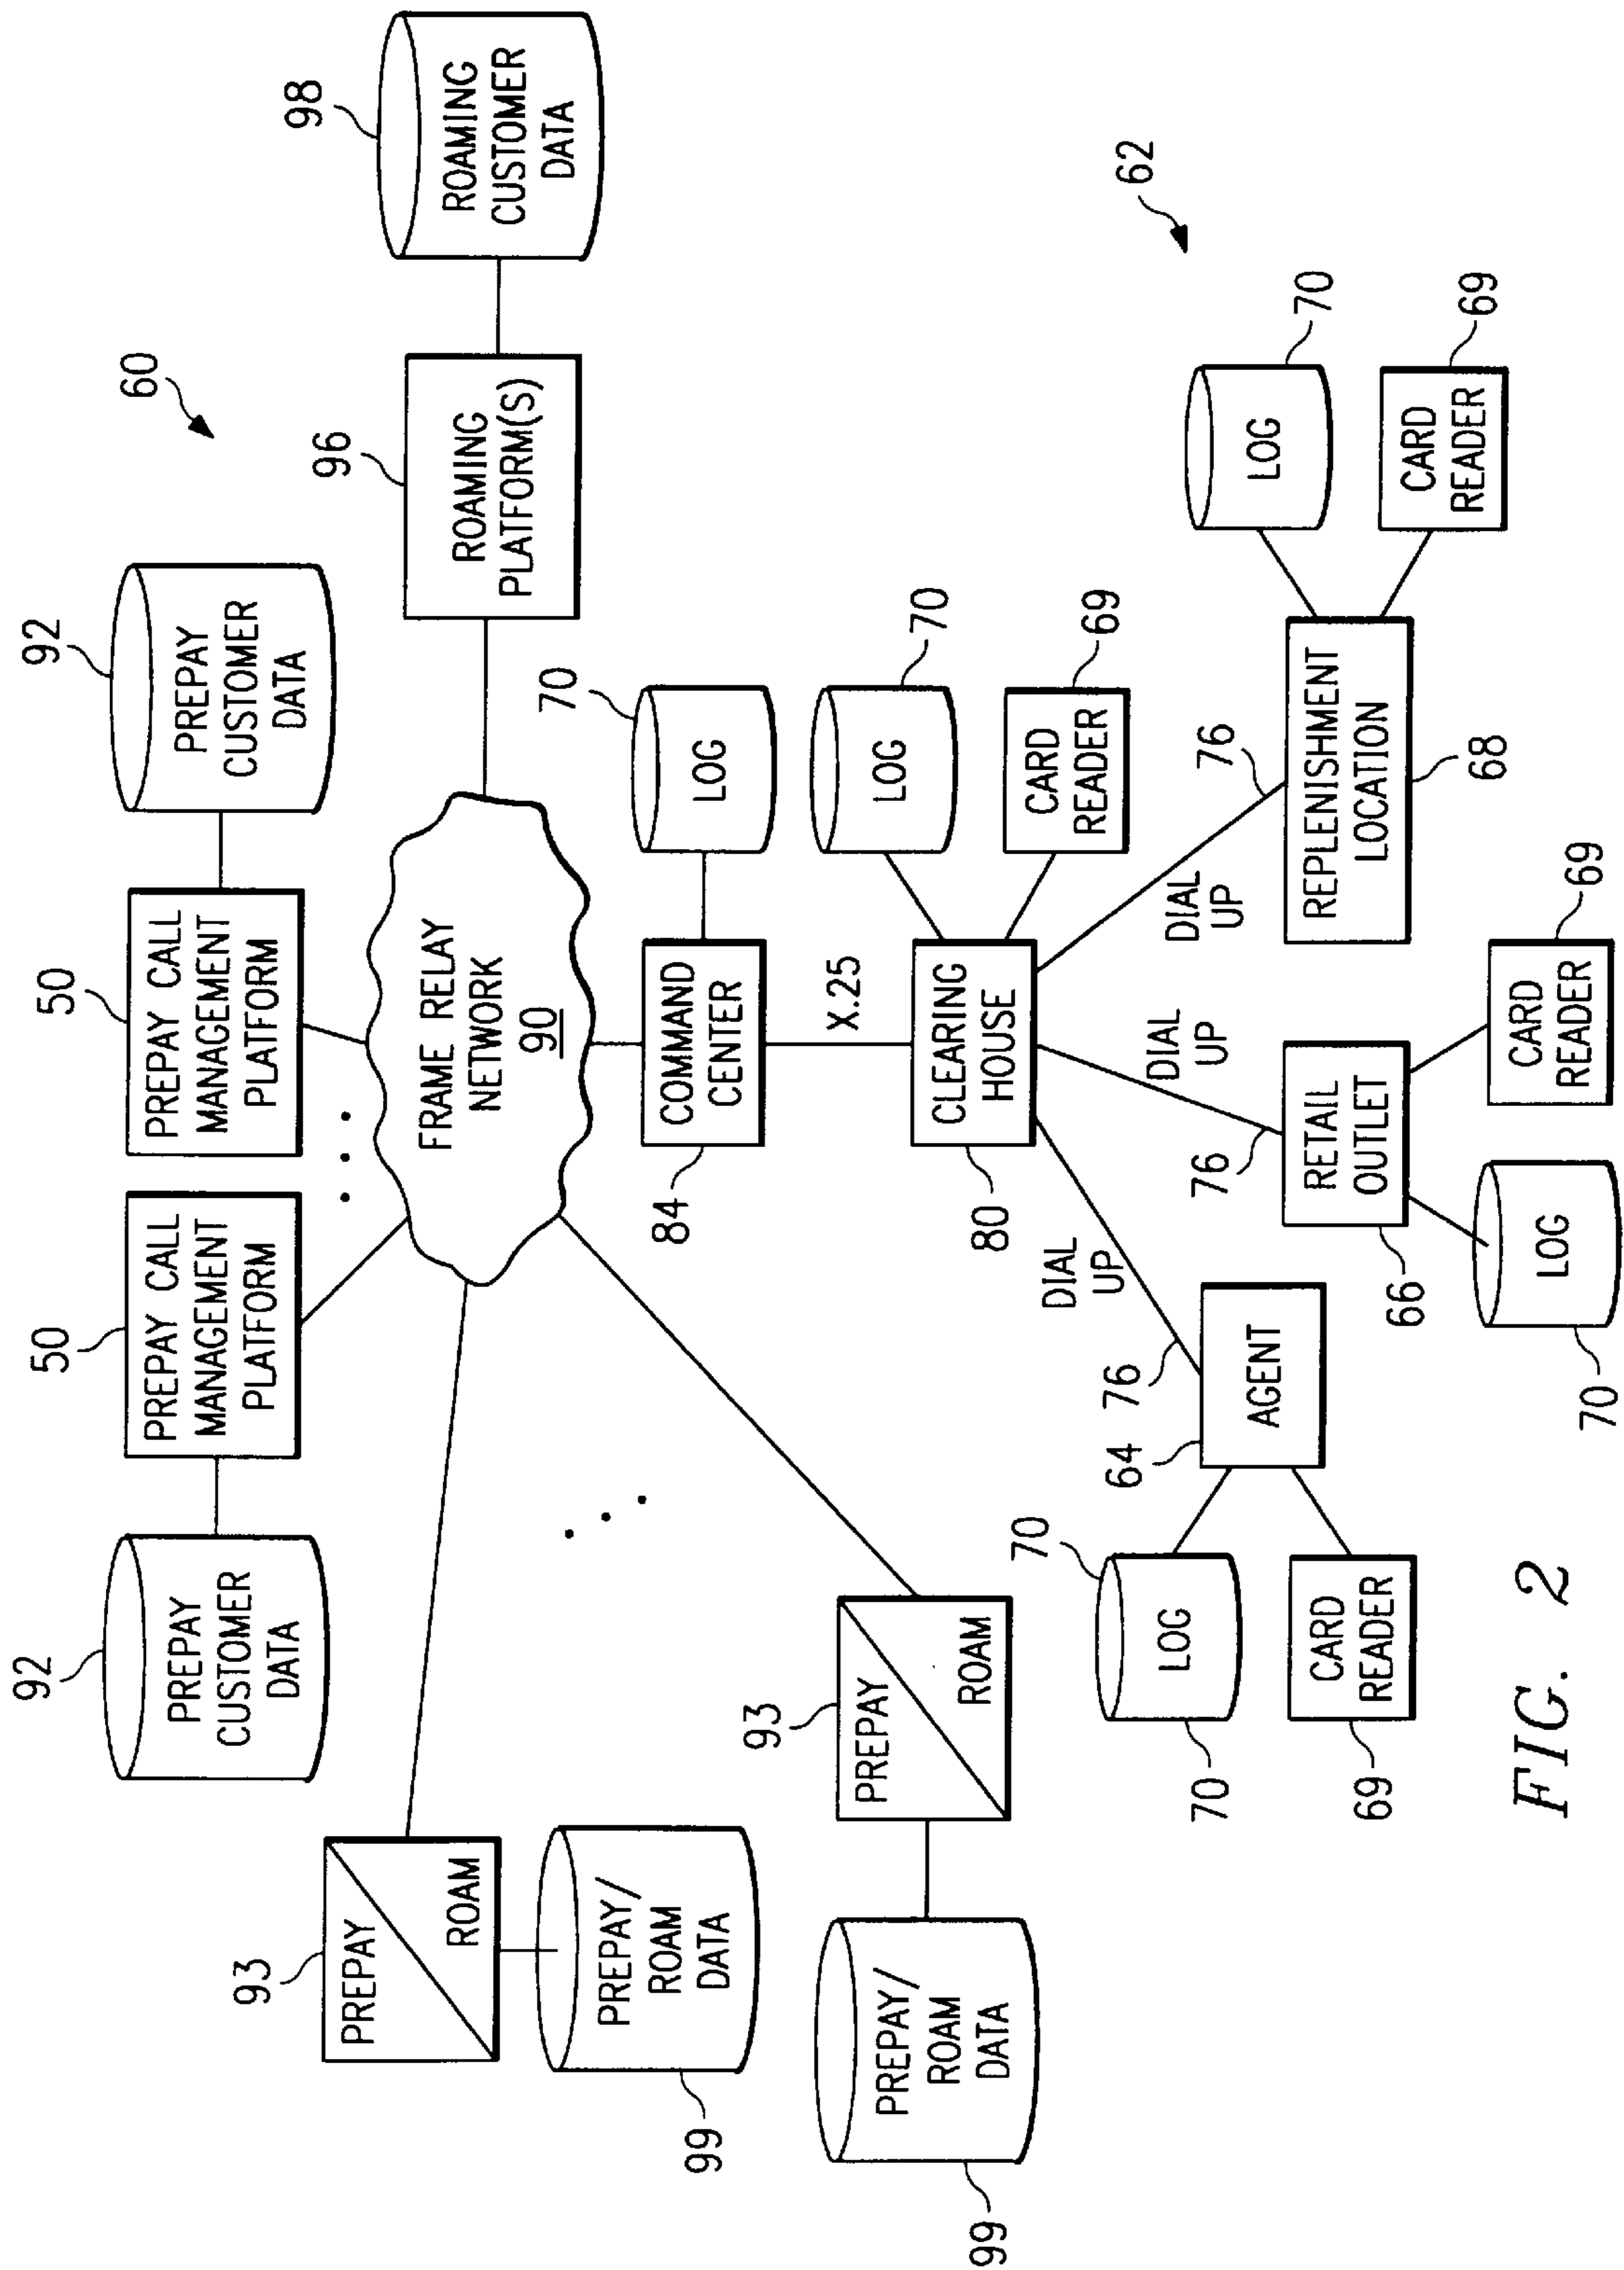 60
92
50
50
92
PREPAY
CUSTOMER
DATA
PREPAY CALL
MANAGEMENT
PLATFORM
PREPAY CALL
MANAGEMENT
PLATFORM
PREPAY
CUSTOMER
DATA
93
PREPAY
ROAM
FRAME RELAY
NETWORK
90
96
ROAMING
PLATFORM(S)
98
ROAMING
CUSTOMER
DATA
PREPAY/
ROAM
DATA
99
84
COMMAND
CENTER
70
LOG
93
PREPAY
ROAM
X.25
PREPAY/
ROAM
DATA
99
80
CLEARING
HOUSE
70
LOG
CARD
READER
69
62
DIAL
UP
76
DIAL
UP
76
DIAL
UP
76
70
LOG
70
64
AGENT
CARD
READER
69
RETAIL
OUTLET
66
REPLENISHMENT
LOCATION
68
LOG
70
CARD
READER
69
LOG
70
CARD
READER
69
FIG. 2